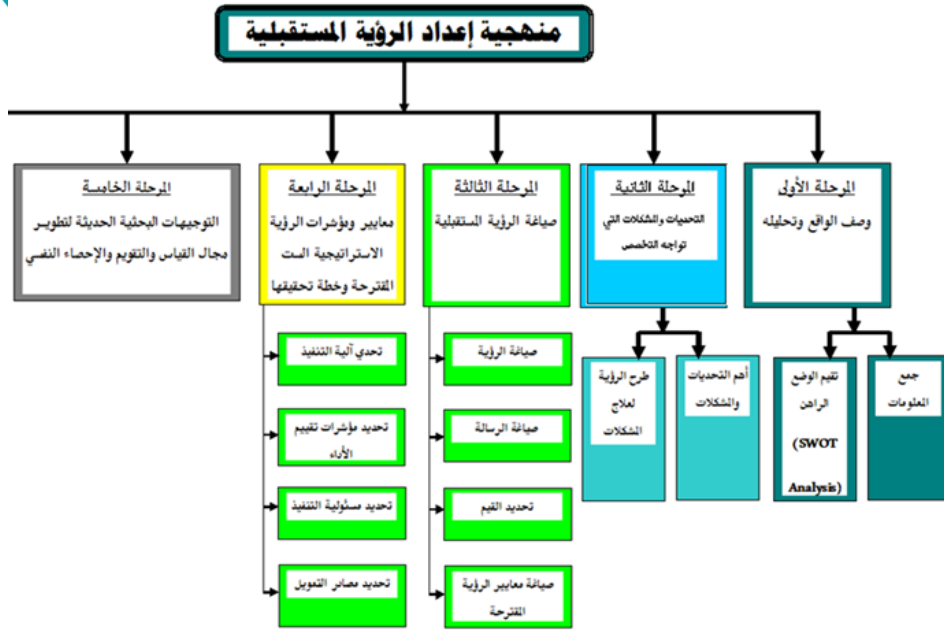 منهجية إعداد الرؤية المستقبلية
المرحلة الأولى
وصف الواقع وتحليله
جمع
المعلومات
تقيم الوضع
الراهن
(SWOT
Analysis)
المرحلة الثانية
التحديات والمشكلات التي
تواجه التخصص
أهم التحديات
والمشكلات
طرح الرؤية
لعلاج
المشكلات
المرحلة الثالثة
صياغة الرؤية المستقبلية
صياغة الرؤية
صياغة الرسالة
تحديد القيم
صياغة معايير الرؤية
المقترحة
المرحلة الرابعة
معايير ومؤشرات الرؤية
الاستراتيجية الست
المقترحة وخطة تحقيقها
تحدي آلية التنفيذ
تحديد مؤشرات تقييم
الأداء
تحديد مسئولية التنفيذ
تحديد مصادر التمويل
المرحلة الخامسة
التوجيهات البحثية الحديثة لتطوير
مجال القياس والتقويم والإحصاء النفسي